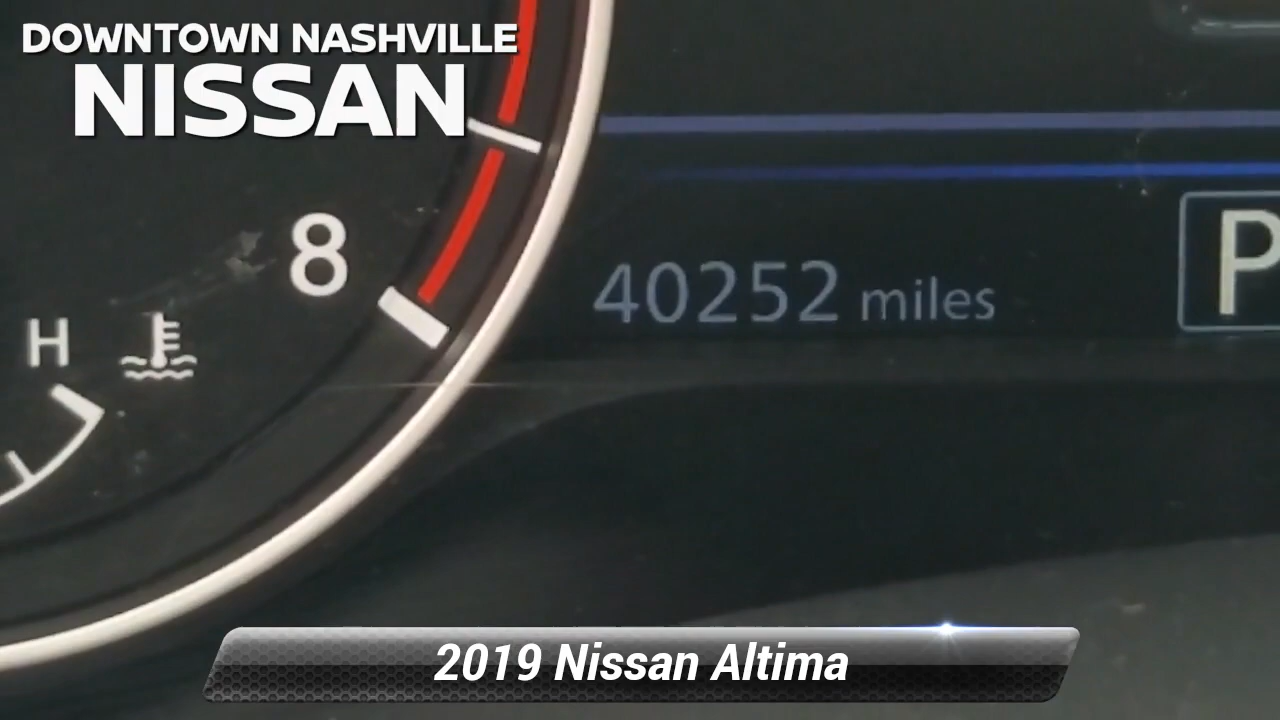 DOWNTOWN NASHVILLE
NISSAN
8
H
40252 miles
P
2019 Nissan Altima